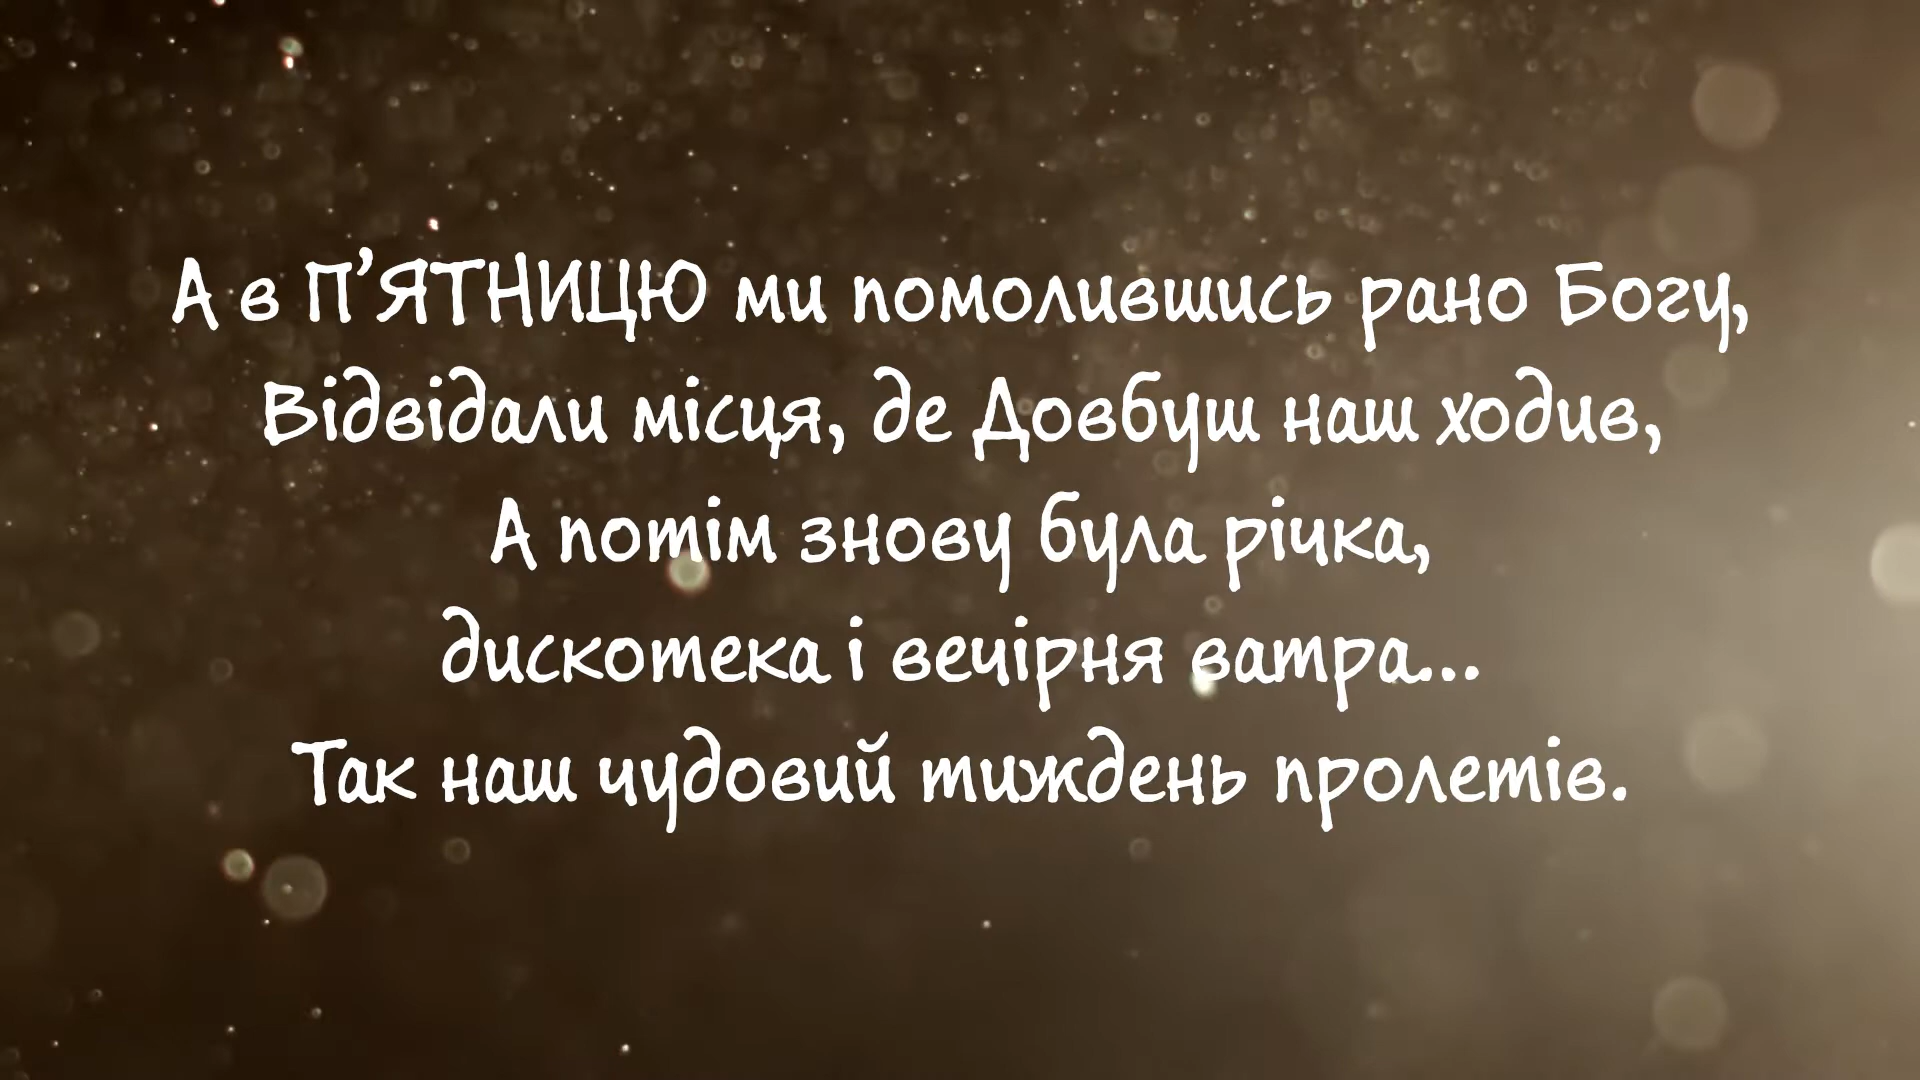 А в П'ЯТНИЦЮ ми помолившись рано Богу,
Відвідали місця, де Довбуш наш ходив,
А потім знову була річка,
дискотека і вечірня ватра...
Так наш чудовий тиждень пролетів.